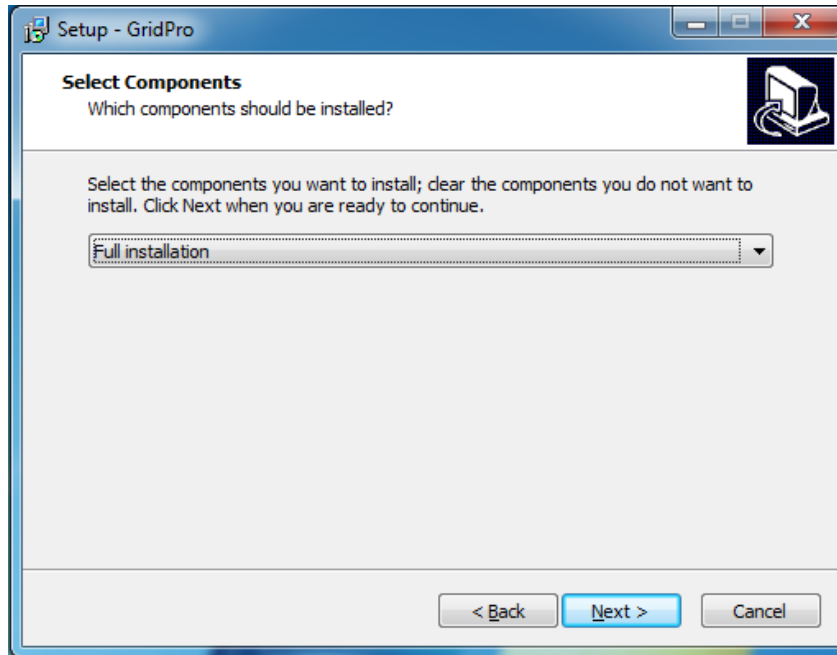 Setup - GridPro
Select Components
Which components should be installed?
Select the components you want to install; clear the components you do not want to
install. Click Next when you are ready to continue.
Full installation
< Back
Next >
Cancel